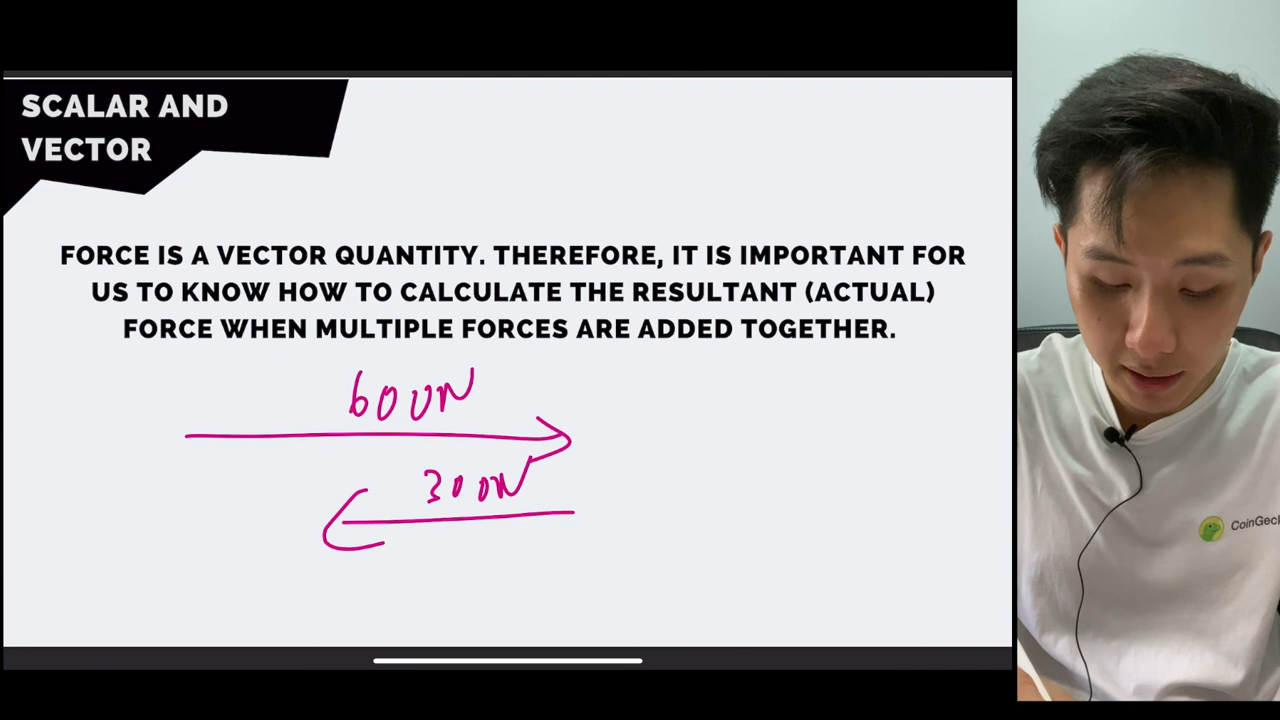 SCALAR AND
VECTOR
FORCE IS A VECTOR QUANTITY. THEREFORE, IT IS IMPORTANT FOR
US TO KNOW HOW TO CALCULATE THE RESULTANT (ACTUAL)
FORCE WHEN MULTIPLE FORCES ARE ADDED TOGETHER.
600N
300N
CoinGeck